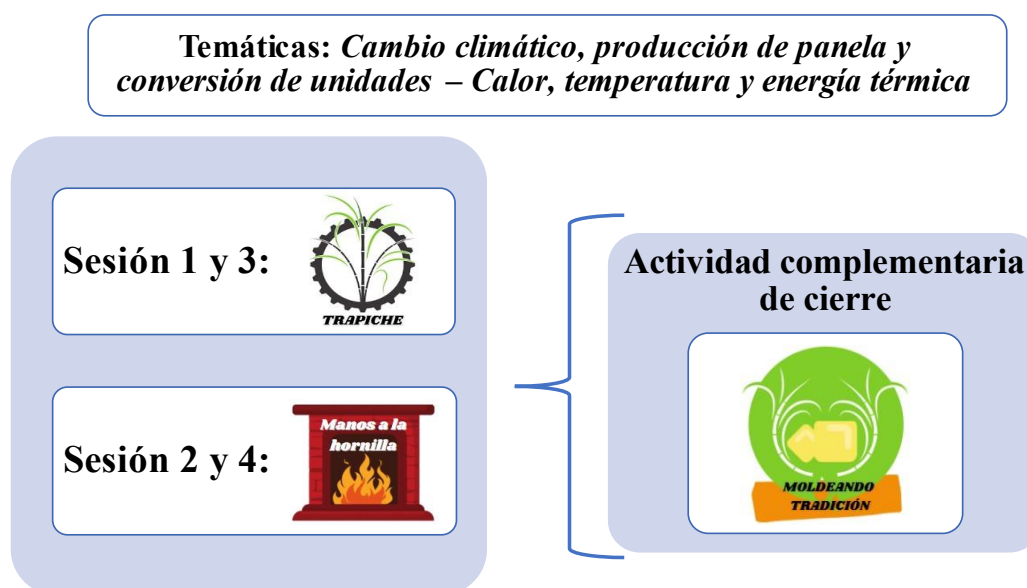 Temáticas: Cambio climático, producción de panela y
conversión de unidades – Calor, temperatura y energía térmica
Sesión 1 y 3:
TRAPICHE
Sesión 2 y 4:
Manos a la
hornilla
Actividad complementaria
de cierre
MOLDEANDO
TRADICIÓN